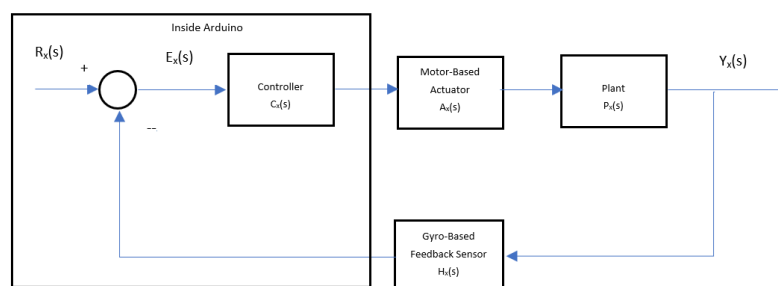 Inside Arduino
Rₓ(s)
+
Eₓ(s)
Controller
Cₓ(s)
Motor-Based
Actuator
Aₓ(s)
Plant
Pₓ(s)
Yₓ(s)
--
Gyro-Based
Feedback Sensor
Hₓ(s)